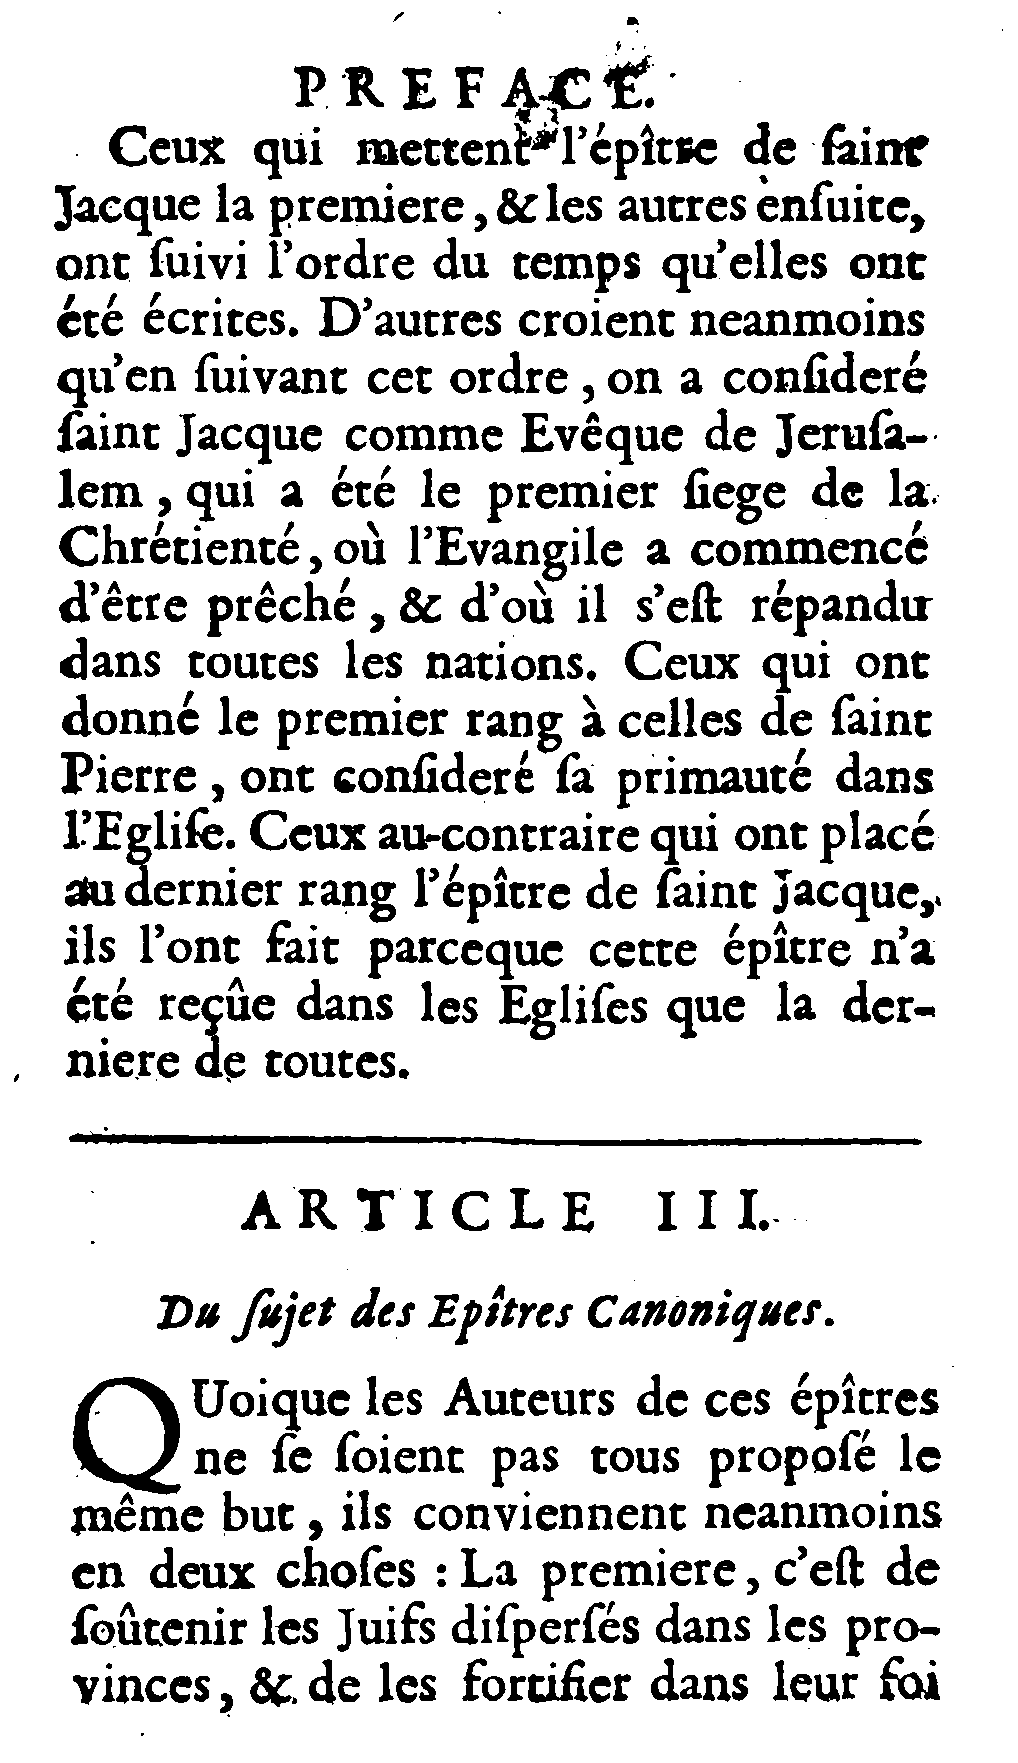 PREFACE.
Ceux qui mettent l'épître de ſaint
Jacque la premiere, & les autres enſuite,
ont ſuivi l'ordre du temps qu'elles ont
été écrites. D'autres croient neanmoins
qu'en ſuivant cet ordre, on a conſideré
ſaint Jacque comme Evêque de Jeruſa-
lem, qui a été le premier ſiege de la
Chrétienté, où l'Evangile a commencé
d'être prêché, & d'où il s'eſt répandu
dans toutes les nations. Ceux qui ont
donné le premier rang à celles de ſaint
Pierre, ont conſideré ſa primauté dans
l'Egliſe. Ceux au-contraire qui ont placé
au dernier rang l'épître de ſaint Jacque,
ils l'ont fait parceque cette épître n'a
été reçûe dans les Egliſes que la der-
niere de toutes.
ARTICLE III.
Du ſujet des Epîtres Canoniques.
QUoique les Auteurs de ces épîtres
ne ſe ſoient pas tous propoſé le
même but, ils conviennent neanmoins
en deux choſes : La premiere, c'eſt de
ſoûtenir les Juifs diſperſés dans les pro-
vinces, & de les fortifier dans leur foi